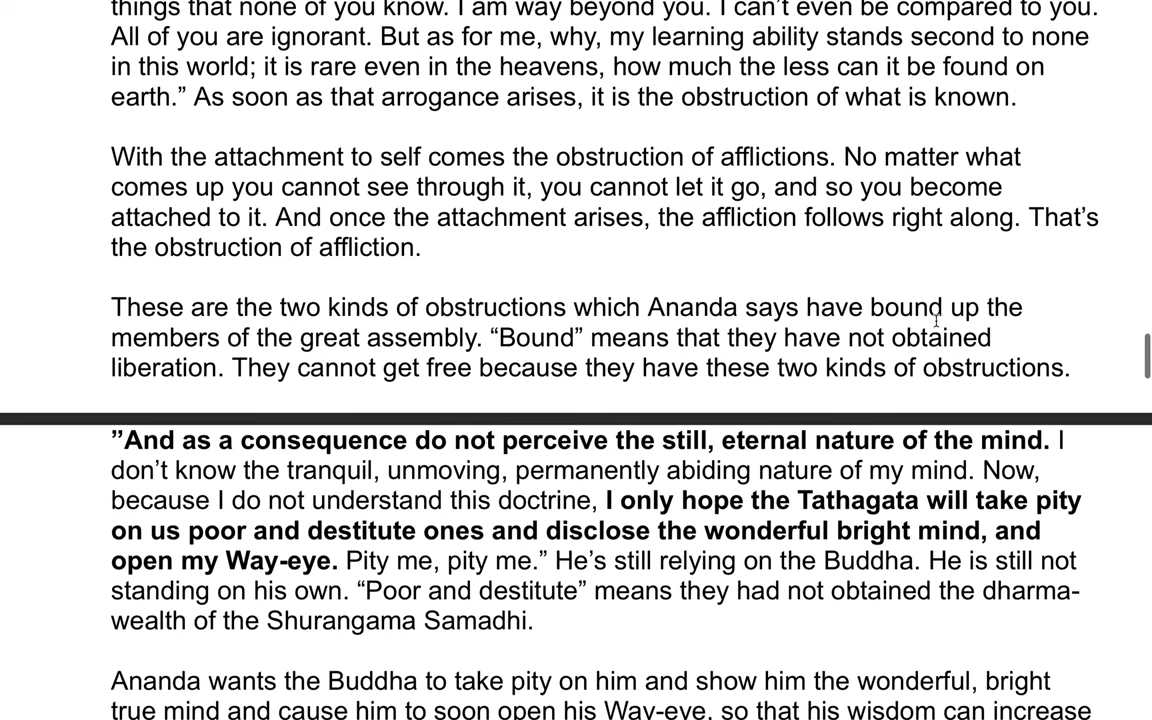 things that none of you know. I am way beyond you. I can’t even be compared to you.
All of you are ignorant. But as for me, why, my learning ability stands second to none
in this world; it is rare even in the heavens, how much the less can it be found on
earth.” As soon as that arrogance arises, it is the obstruction of what is known.
With the attachment to self comes the obstruction of afflictions. No matter what
comes up you cannot see through it, you cannot let it go, and so you become
attached to it. And once the attachment arises, the affliction follows right along. That’s
the obstruction of affliction.
These are the two kinds of obstructions which Ananda says have bound up the
members of the great assembly. “Bound” means that they have not obtained
liberation. They cannot get free because they have these two kinds of obstructions.
”And as a consequence do not perceive the still, eternal nature of the mind. I
don’t know the tranquil, unmoving, permanently abiding nature of my mind. Now,
because I do not understand this doctrine, I only hope the Tathagata will take pity
on us poor and destitute ones and disclose the wonderful bright mind, and
open my Way-eye. Pity me, pity me.” He’s still relying on the Buddha. He is still not
standing on his own. “Poor and destitute” means they had not obtained the dharma-
wealth of the Shurangama Samadhi.
Ananda wants the Buddha to take pity on him and show him the wonderful, bright
true mind and cause him to soon open his Way-eye, so that his wisdom can increase